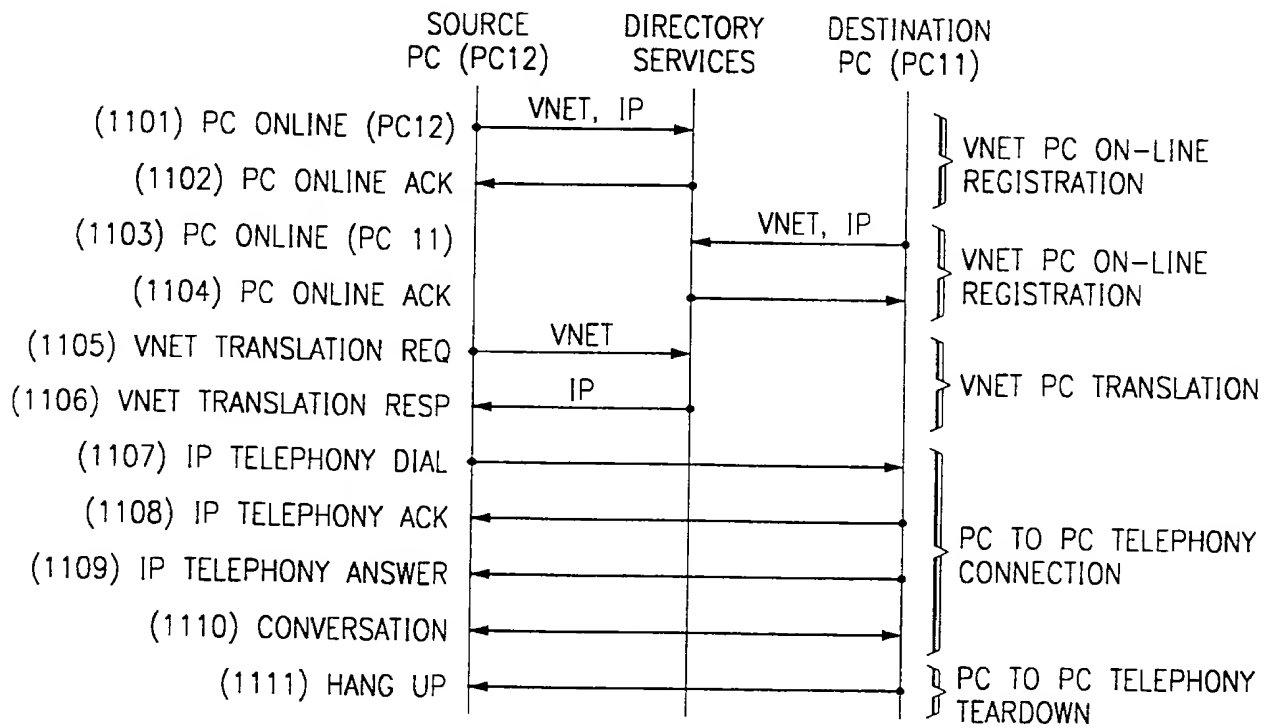 SOURCE
PC (PC12)
DIRECTORY
SERVICES
DESTINATION
PC (PC11)
(1101) PC ONLINE (PC12)
VNET, IP
(1102) PC ONLINE ACK
VNET PC ON-LINE
REGISTRATION
(1103) PC ONLINE (PC 11)
VNET, IP
(1104) PC ONLINE ACK
VNET PC ON-LINE
REGISTRATION
(1105) VNET TRANSLATION REQ
VNET
(1106) VNET TRANSLATION RESP
IP
VNET PC TRANSLATION
(1107) IP TELEPHONY DIAL
(1108) IP TELEPHONY ACK
(1109) IP TELEPHONY ANSWER
(1110) CONVERSATION
PC TO PC TELEPHONY
CONNECTION
(1111) HANG UP
PC TO PC TELEPHONY
TEARDOWN